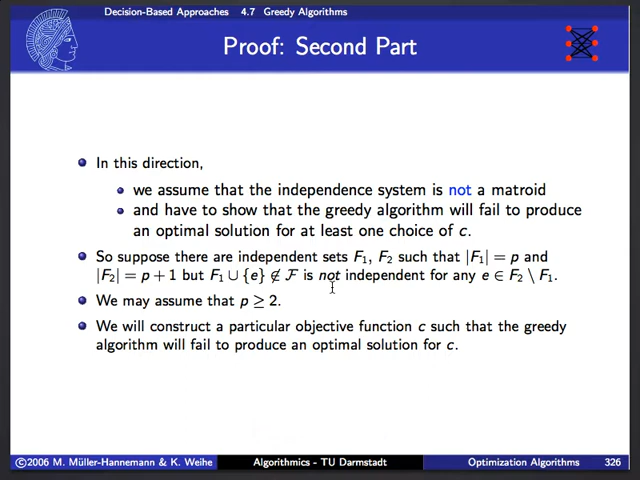 Decision-Based Approaches 4.7 Greedy Algorithms
Proof: Second Part
In this direction,
we assume that the independence system is not a matroid
and have to show that the greedy algorithm will fail to produce
an optimal solution for at least one choice of c.
So suppose there are independent sets F₁, F₂ such that |F₁| = p and
|F₂| = p + 1 but F₁ ∪ {e} ∉ ℱ is not independent for any e ∈ F₂ \ F₁.
We may assume that p ≥ 2.
We will construct a particular objective function c such that the greedy
algorithm will fail to produce an optimal solution for c.
©2006 M. Müller-Hannemann & K. Weihe Algorithmics - TU Darmstadt Optimization Algorithms 326